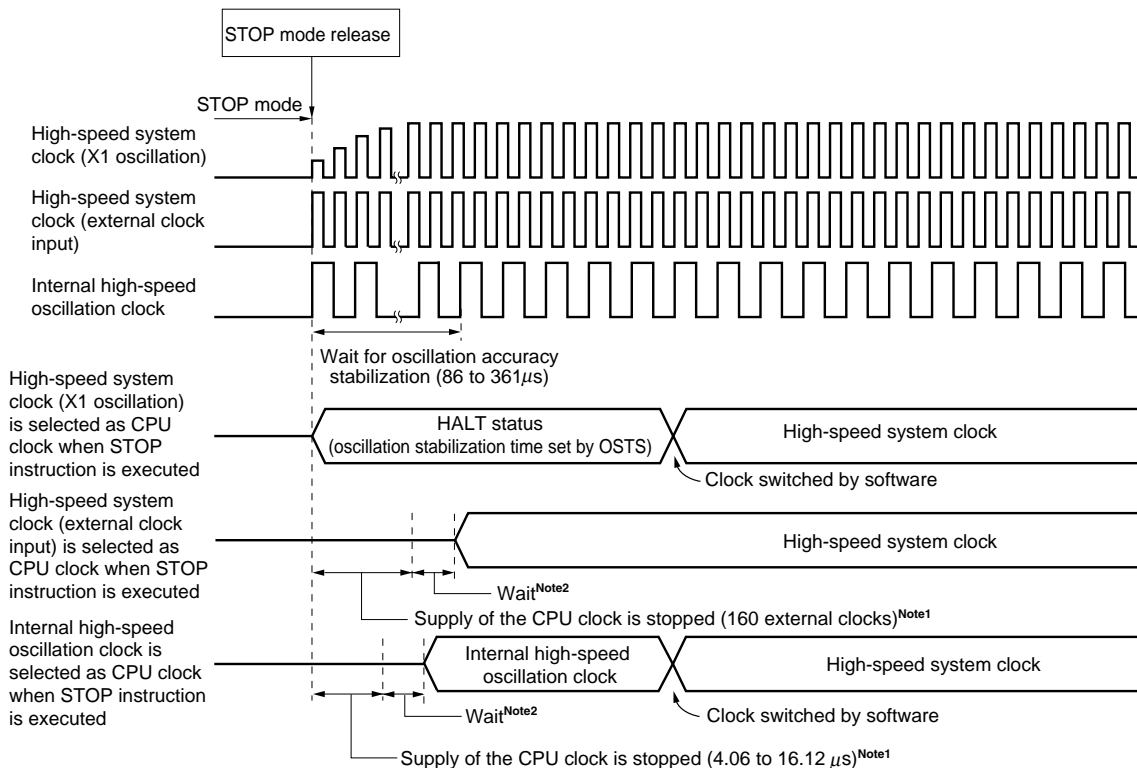 STOP mode release
STOP mode
High-speed system
clock (X1 oscillation)
High-speed system
clock (external clock
input)
Internal high-speed
oscillation clock
Wait for oscillation accuracy
stabilization (86 to 361μs)
High-speed system
clock (X1 oscillation)
is selected as CPU
clock when STOP
instruction is executed
HALT status
(oscillation stabilization time set by OSTS)
High-speed system clock
Clock switched by software
High-speed system
clock (external clock
input) is selected as
CPU clock when STOP
instruction is executed
High-speed system clock
Wait Note2
Supply of the CPU clock is stopped (160 external clocks) Note1
Internal high-speed
oscillation clock is
selected as CPU clock
when STOP instruction
is executed
Internal high-speed
oscillation clock
High-speed system clock
Wait Note2
Clock switched by software
Supply of the CPU clock is stopped (4.06 to 16.12 μs) Note1